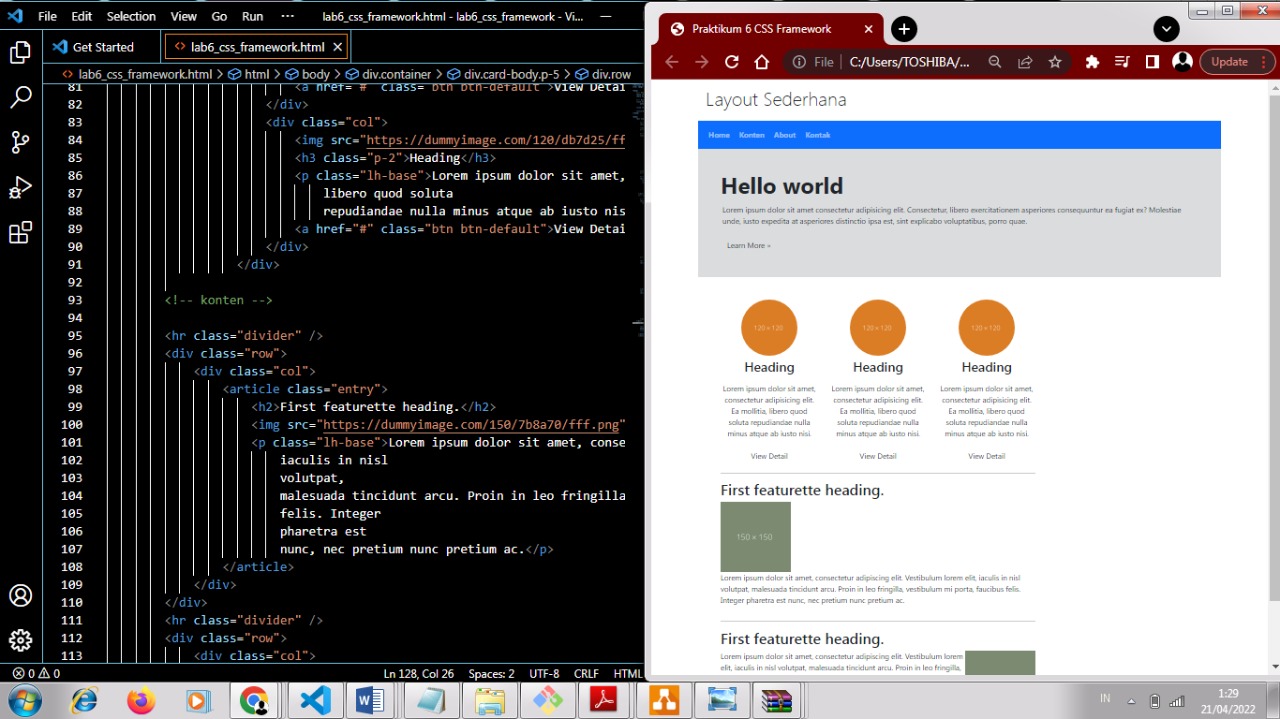 File Edit Selection View Go Run ··· lab6_css_framework.html - lab6_css_framework - Vi...
Get Started
lab6_css_framework.html
lab6_css_framework.html > html > body > div.container > div.card-body.p-5 > div.row
81 <a href="#" class="btn btn-default">View Detai
82 </div>
83 <div class="col">
84 <img src="https://dummyimage.com/120/db7d25/ff
85 <h3 class="p-2">Heading</h3>
86 <p class="lh-base">Lorem ipsum dolor sit amet,
87 libero quod soluta
88 repudiandae nulla minus atque ab iusto nis
89 <a href="#" class="btn btn-default">View Detai
90 </div>
91 </div>
92
93 <!-- konten -->
94
95 <hr class="divider" />
96 <div class="row">
97 <div class="col">
98 <article class="entry">
99 <h2>First featurette heading.</h2>
100 <img src="https://dummyimage.com/150/7b8a70/fff.png"
101 <p class="lh-base">Lorem ipsum dolor sit amet, conse
102 iaculis in nisl
103 volutpat,
104 malesuada tincidunt arcu. Proin in leo fringilla
105 felis. Integer
106 pharetra est
107 nunc, nec pretium nunc pretium ac.</p>
108 </article>
109 </div>
110 </div>
111 <hr class="divider" />
112 <div class="row">
113 <div class="col">
0 0 Ln 128, Col 26 Spaces: 2 UTF-8 CRLF HTML
Praktikum 6 CSS Framework
File | C:/Users/TOSHIBA/... Update
Layout Sederhana
Home Konten About Kontak
Hello world
Lorem ipsum dolor sit amet consectetur adipisicing elit. Consectetur, libero exercitationem asperiores consequuntur ea fugiat ex? Molestiae
unde, iusto expedita at asperiores distinctio ipsa est, sint explicabo voluptatibus, porro quae.
Learn More »
120 × 120 120 × 120 120 × 120
Heading Heading Heading
Lorem ipsum dolor sit amet, Lorem ipsum dolor sit amet, Lorem ipsum dolor sit amet,
consectetur adipisicing elit. consectetur adipisicing elit. consectetur adipisicing elit.
Ea mollitia, libero quod Ea mollitia, libero quod Ea mollitia, libero quod
soluta repudiandae nulla soluta repudiandae nulla soluta repudiandae nulla
minus atque ab iusto nisi. minus atque ab iusto nisi. minus atque ab iusto nisi.
View Detail View Detail View Detail
First featurette heading.
150 × 150
Lorem ipsum dolor sit amet, consectetur adipiscing elit. Vestibulum lorem elit, iaculis in nisl volutpat,
malesuada tincidunt arcu. Proin in leo fringilla, vestibulum mi porta, faucibus felis.
Integer pharetra est nunc, nec pretium nunc pretium ac.
First featurette heading.
Lorem ipsum dolor sit amet, consectetur adipiscing elit. Vestibulum lorem
elit, iaculis in nisl volutpat, malesuada tincidunt arcu. Proin in leo fringilla,
IN
1:29
21/04/2022